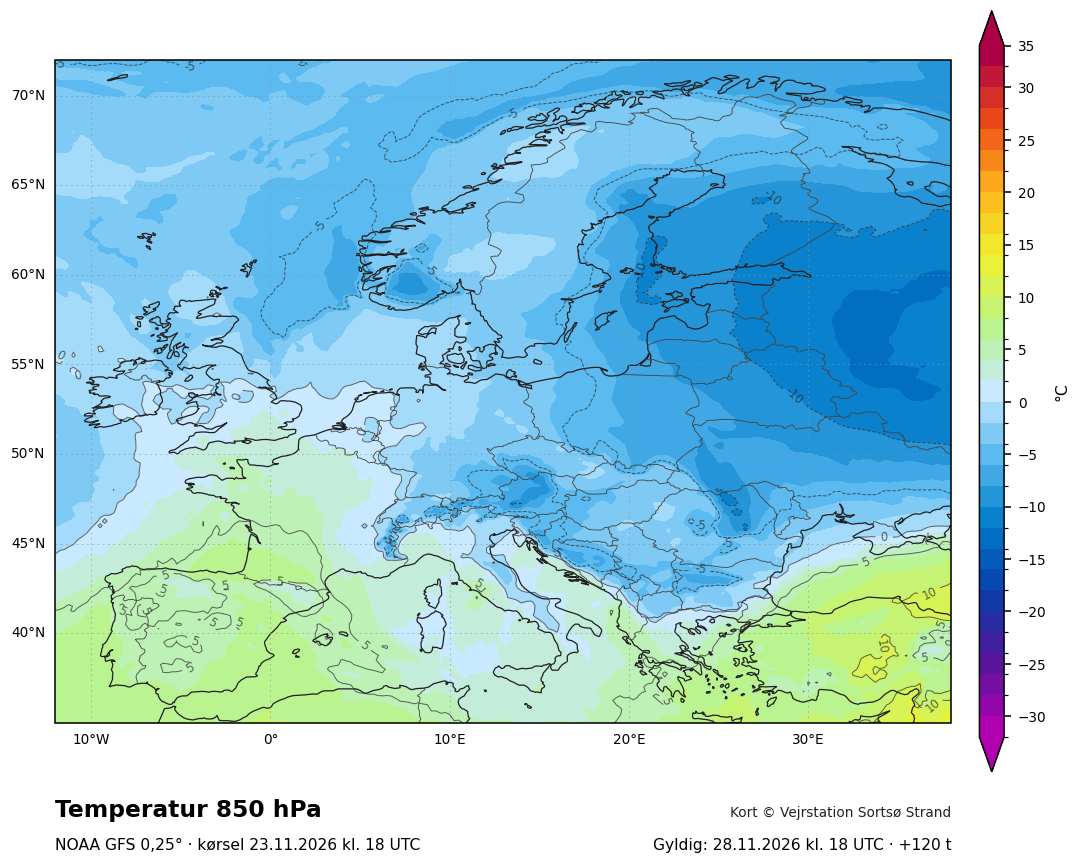 70°N
65°N
60°N
55°N
50°N
45°N
40°N
10°W 0° 10°E 20°E 30°E
35
30
25
20
15
10
5
0
−5
−10
−15
−20
−25
−30
°C
Temperatur 850 hPa
Kort © Vejrstation Sortsø Strand
NOAA GFS 0,25° · kørsel 23.11.2026 kl. 18 UTC
Gyldig: 28.11.2026 kl. 18 UTC · +120 t